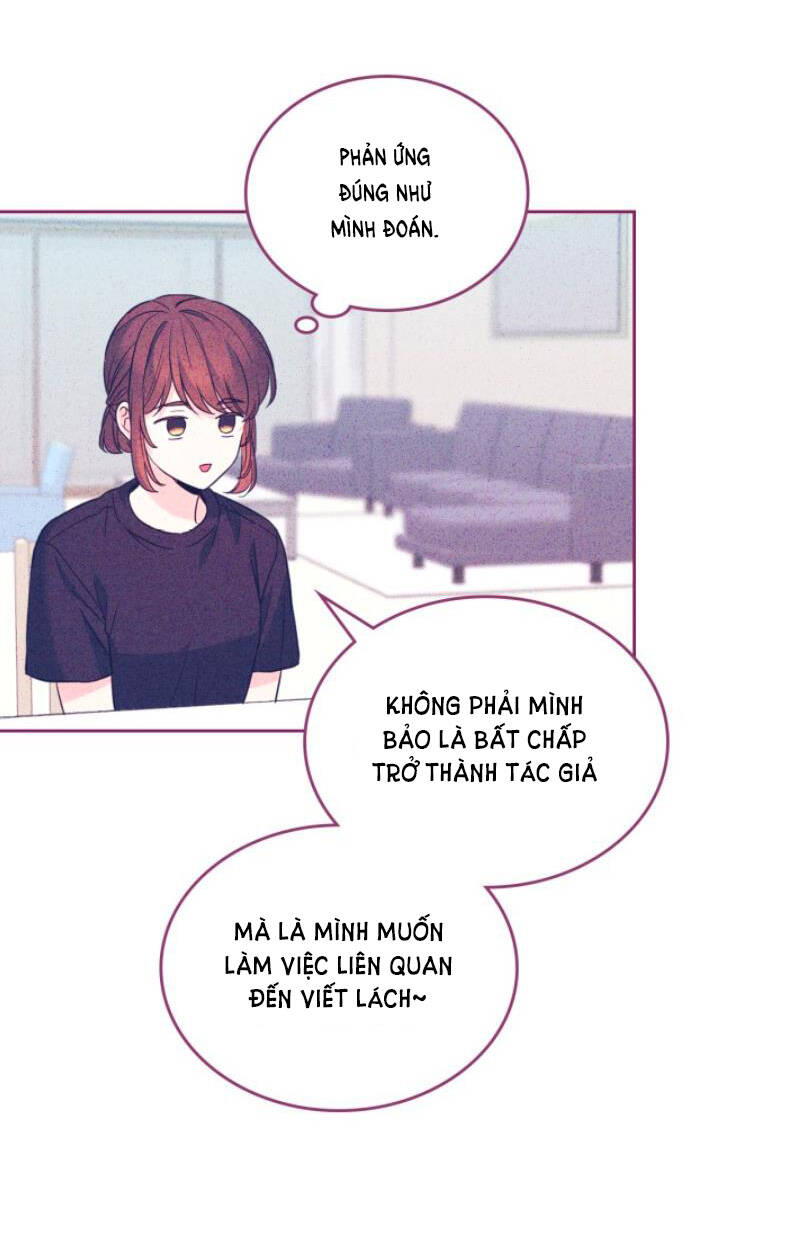 PHẢN ỨNG
ĐÚNG NHƯ
MÌNH ĐOÁN.
KHÔNG PHẢI MÌNH
BẢO LÀ BẤT CHẤP
TRỞ THÀNH TÁC GIẢ
MÀ LÀ MÌNH MUỐN
LÀM VIỆC LIÊN QUAN
ĐẾN VIẾT LÁCH~